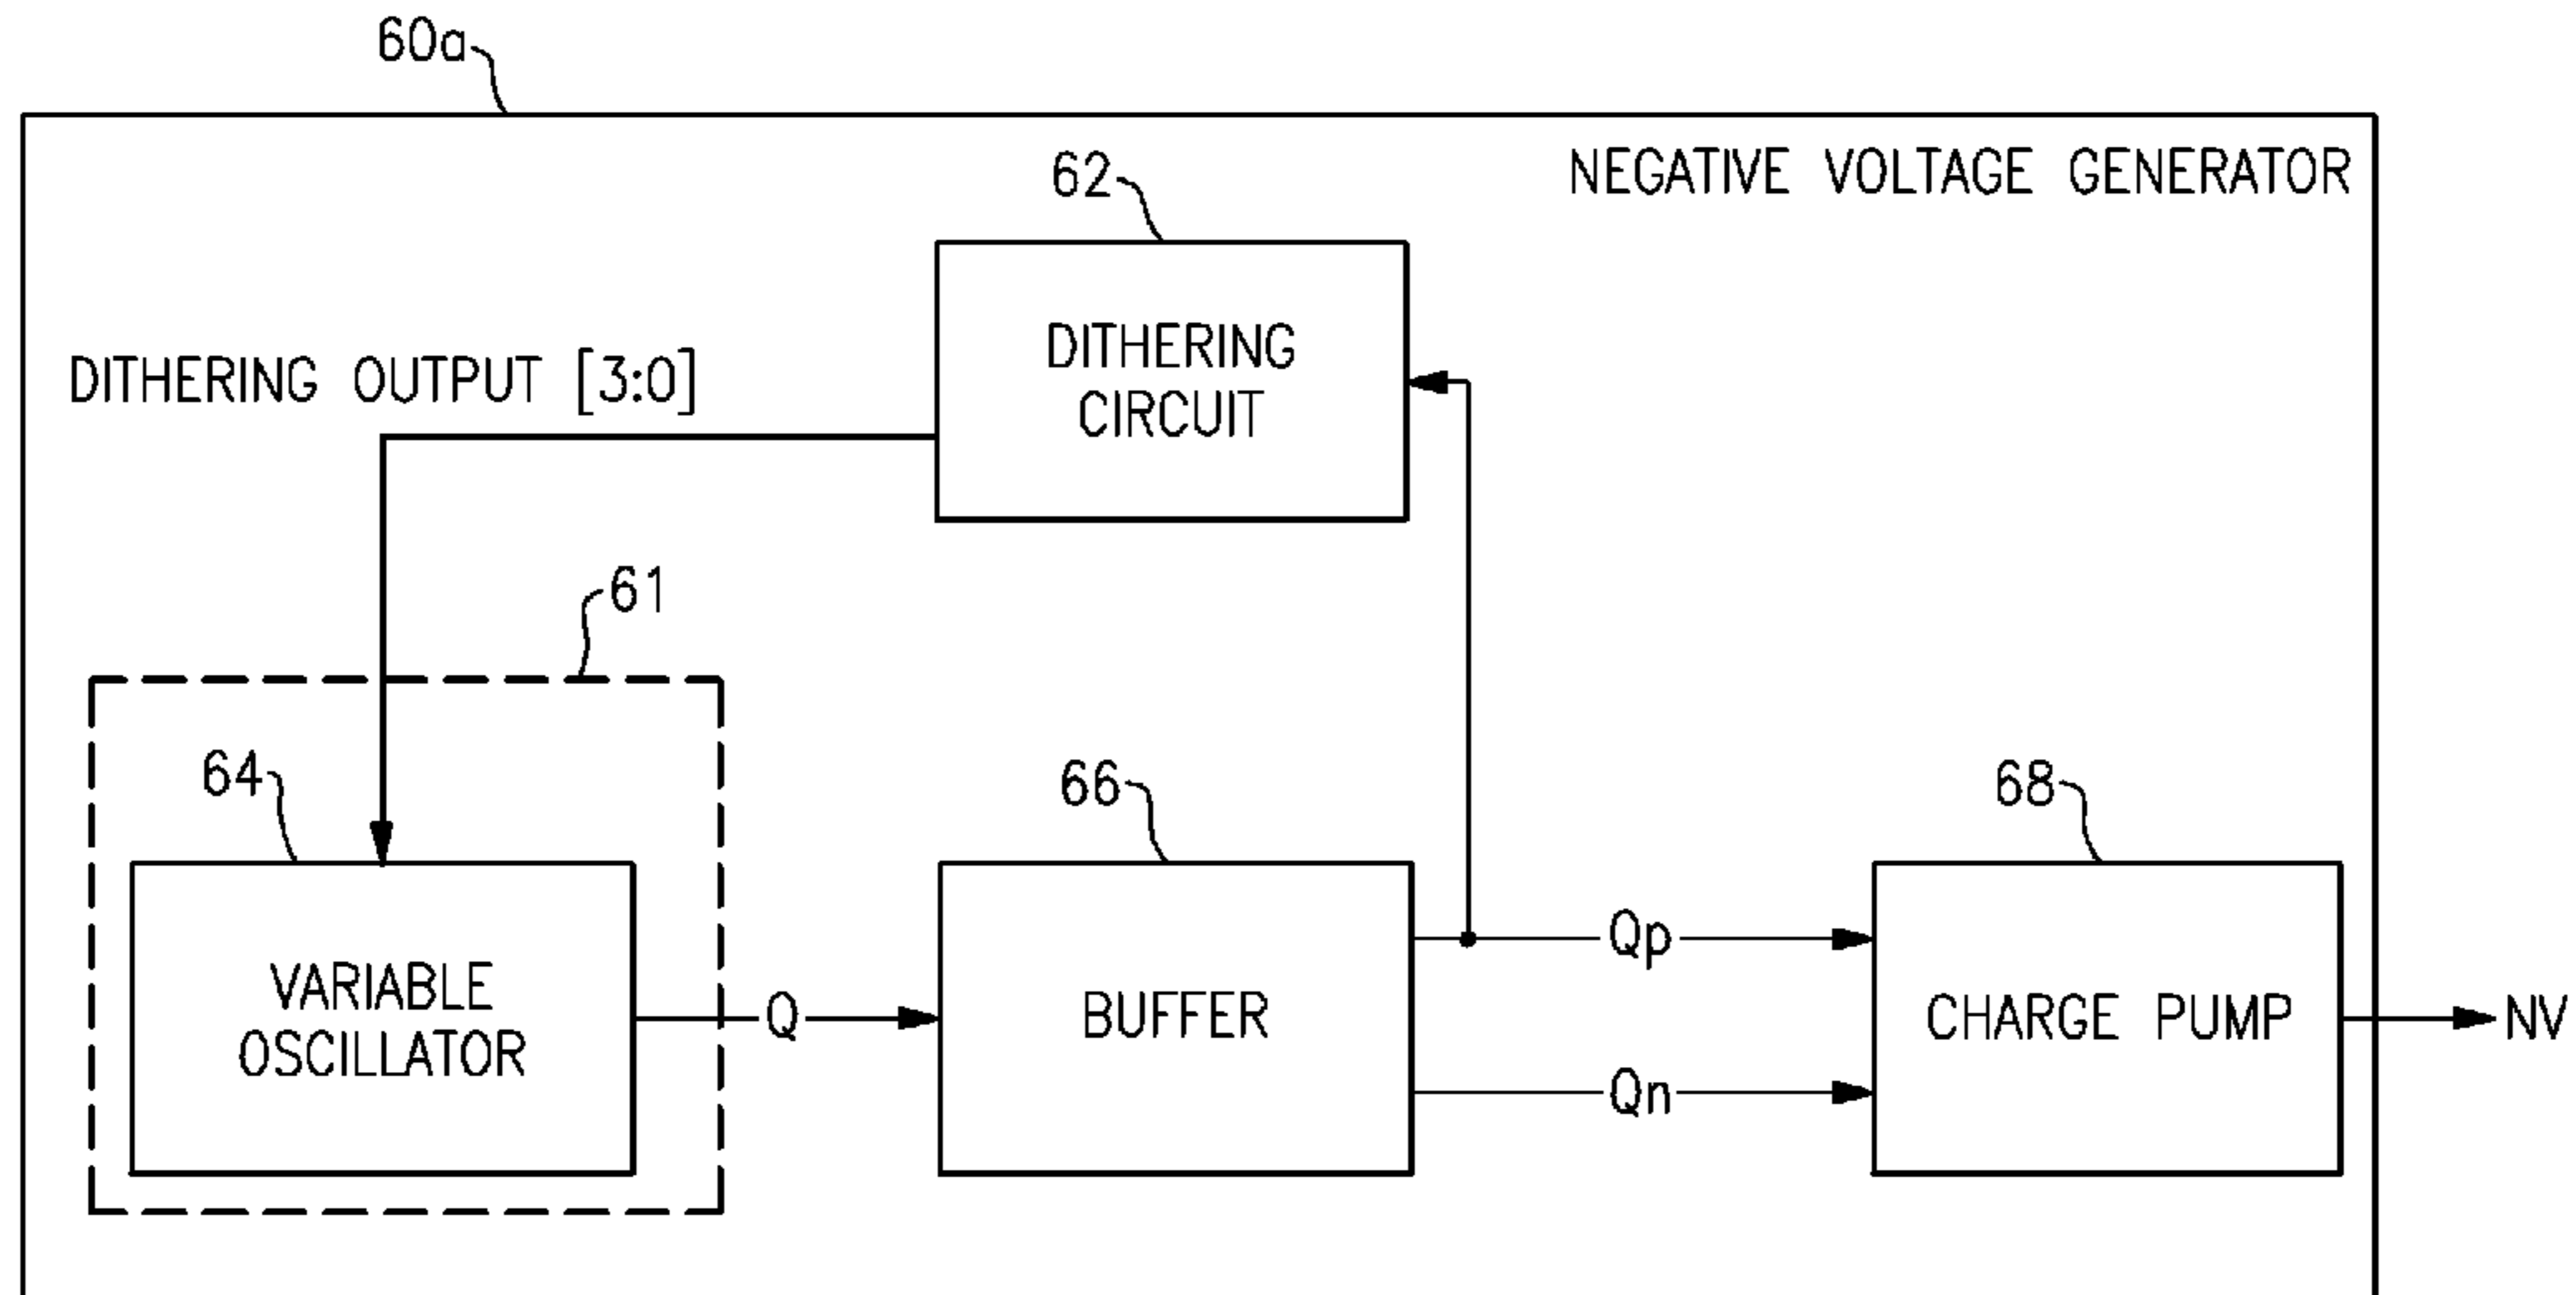 60a
NEGATIVE VOLTAGE GENERATOR
62
DITHERING
CIRCUIT
DITHERING OUTPUT [3:0]
61
64
66
68
VARIABLE
OSCILLATOR
Q
BUFFER
Qp
Qn
CHARGE PUMP
NV